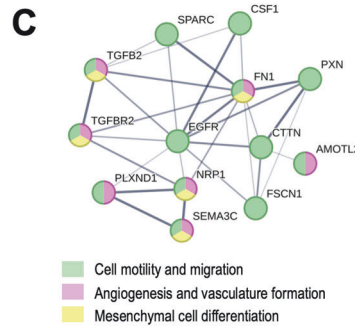 C
SPARC
CSF1
TGFB2
FN1
PXN
TGFBR2
EGFR
CTTN
AMOTL2
PLXND1
NRP1
FSCN1
SEMA3C
Cell motility and migration
Angiogenesis and vasculature formation
Mesenchymal cell differentiation